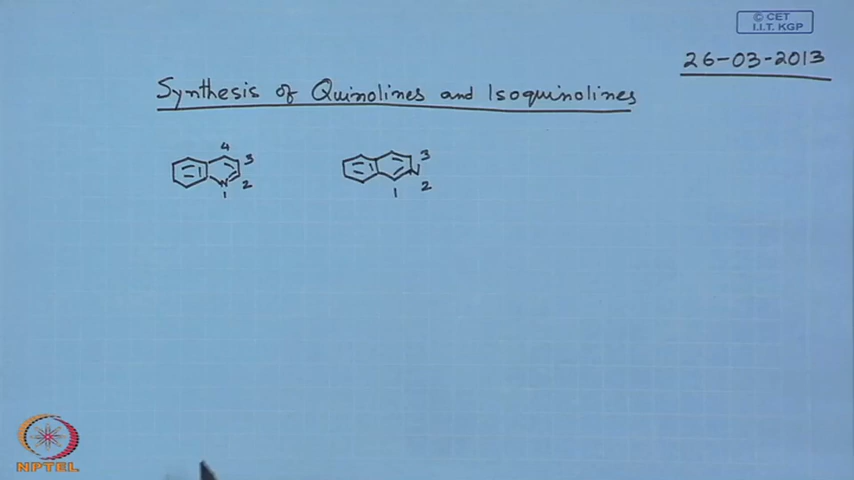 © CET
I.I.T. KGP
26-03-2013
Synthesis of Quinolines and Isoquinolines
4
3
N
2
1
3
N
2
1
NPTEL